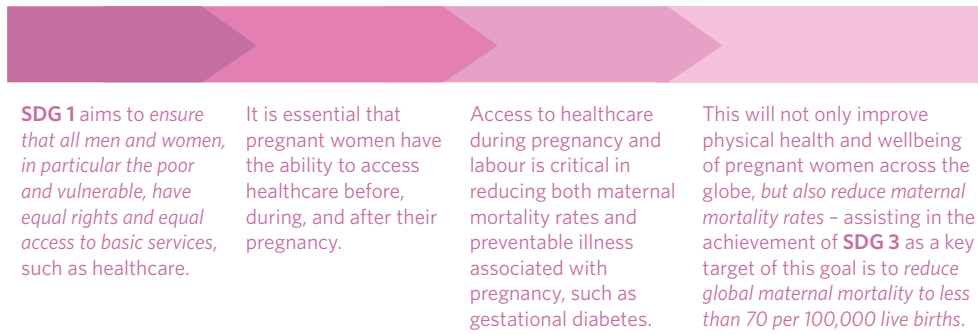 SDG 1 aims to ensure
that all men and women,
in particular the poor
and vulnerable, have
equal rights and equal
access to basic services,
such as healthcare.
It is essential that
pregnant women have
the ability to access
healthcare before,
during, and after their
pregnancy.
Access to healthcare
during pregnancy and
labour is critical in
reducing both maternal
mortality rates and
preventable illness
associated with
pregnancy, such as
gestational diabetes.
This will not only improve
physical health and wellbeing
of pregnant women across the
globe, but also reduce maternal
mortality rates – assisting in the
achievement of SDG 3 as a key
target of this goal is to reduce
global maternal mortality to less
than 70 per 100,000 live births.